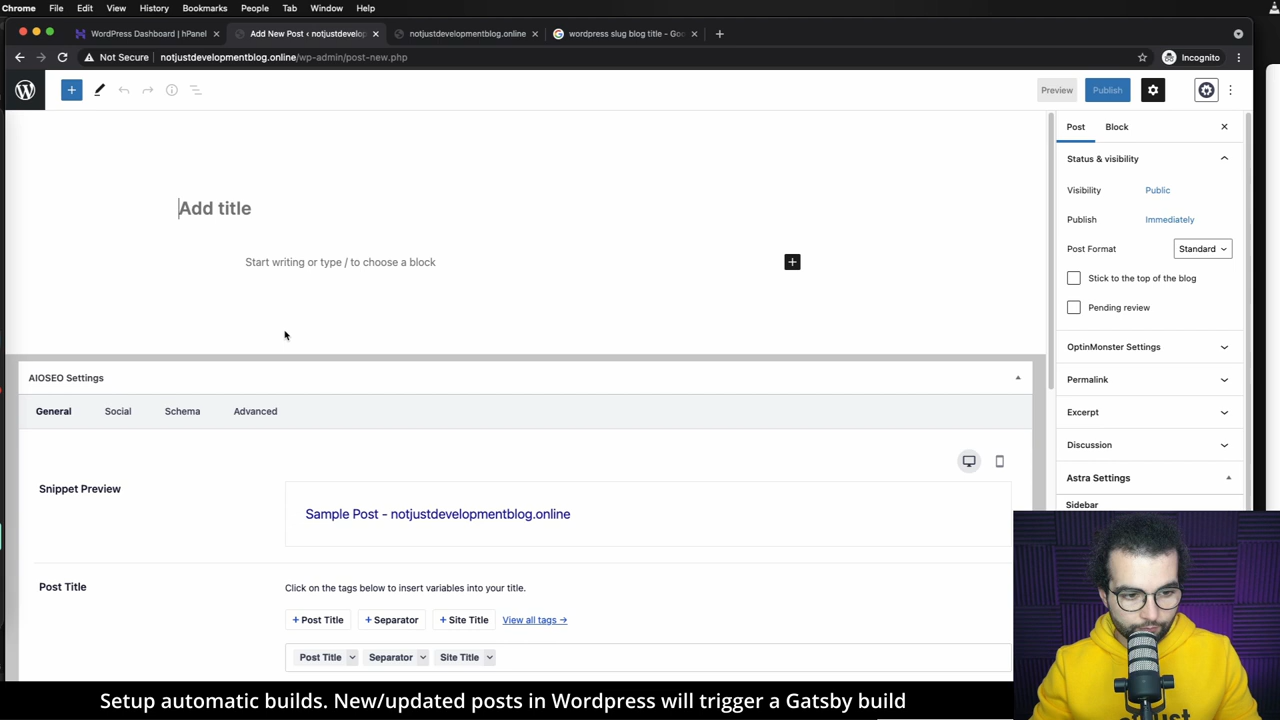 Chrome File Edit View History Bookmarks People Tab Window Help
WordPress Dashboard | hPanel
Add New Post ‹ notjustdevelop
notjustdevelopmentblog.online
wordpress slug blog title - Goo
Not Secure notjustdevelopmentblog.online/wp-admin/post-new.php
Incognito
Preview Publish
Post Block
Status & visibility
Visibility Public
Publish Immediately
Post Format Standard
Stick to the top of the blog
Pending review
OptinMonster Settings
Permalink
Excerpt
Discussion
Astra Settings
Sidebar
Add title
Start writing or type / to choose a block
AIOSEO Settings
General Social Schema Advanced
Snippet Preview
Sample Post - notjustdevelopmentblog.online
Post Title
Click on the tags below to insert variables into your title.
+ Post Title + Separator + Site Title View all tags →
Post Title Separator Site Title
Setup automatic builds. New/updated posts in Wordpress will trigger a Gatsby build